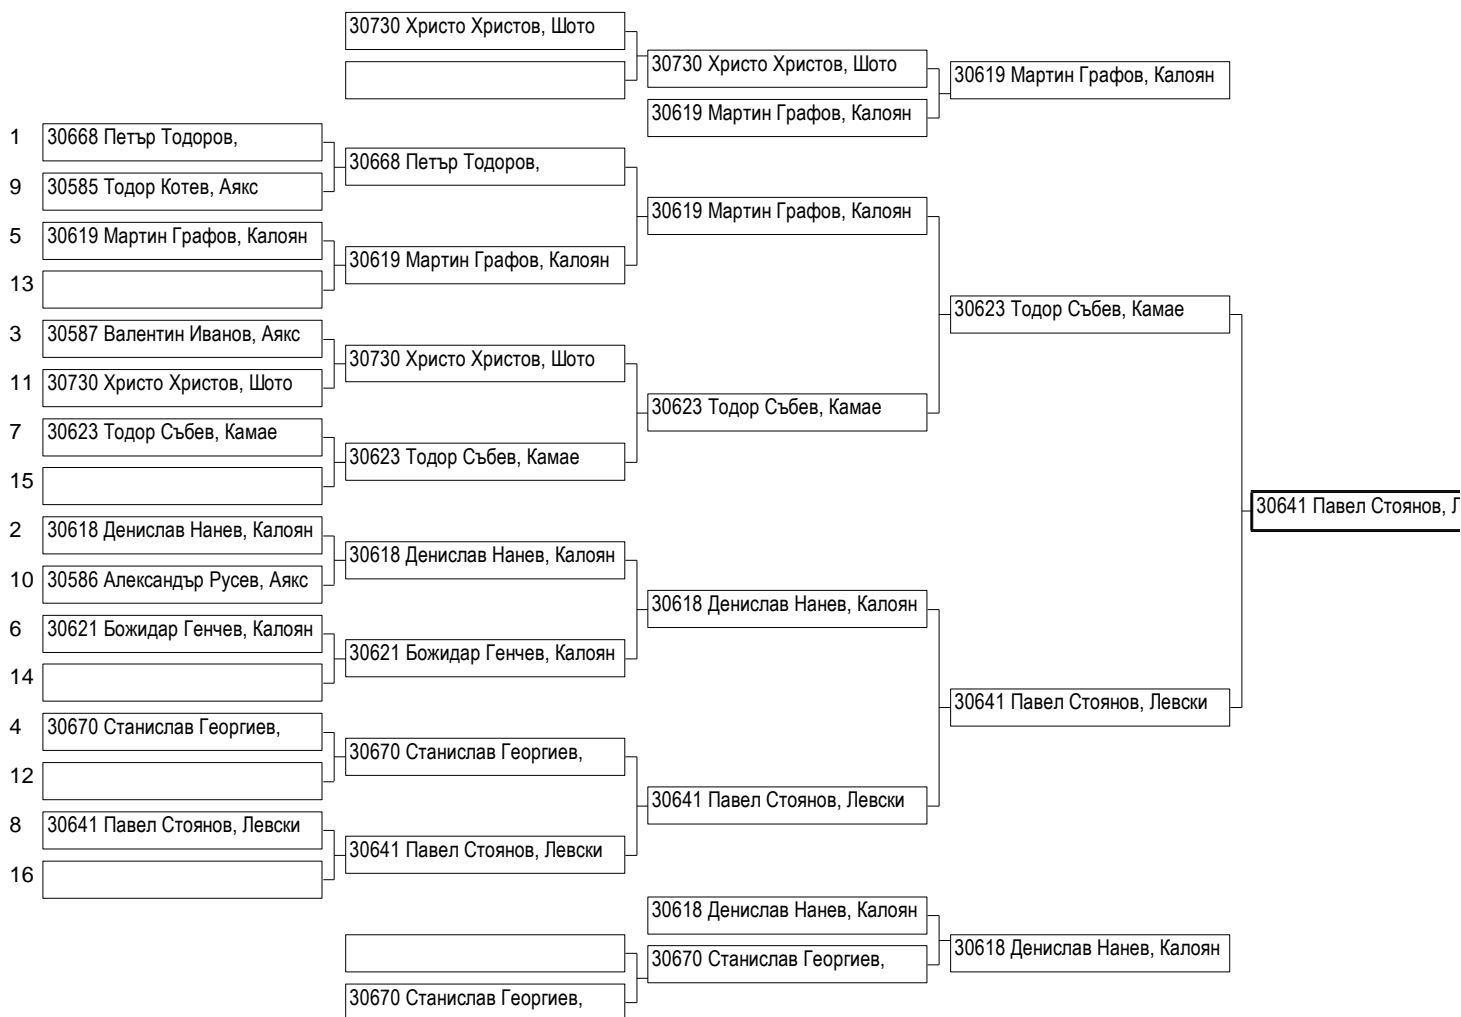 30730 Христо Христов, Шото
30730 Христо Христов, Шото
30619 Мартин Графов, Калоян
30619 Мартин Графов, Калоян
1 30668 Петър Тодоров,
30668 Петър Тодоров,
9 30585 Тодор Котев, Аякс
30619 Мартин Графов, Калоян
5 30619 Мартин Графов, Калоян
30619 Мартин Графов, Калоян
13
30623 Тодор Събев, Камае
3 30587 Валентин Иванов, Аякс
30730 Христо Христов, Шото
11 30730 Христо Христов, Шото
30623 Тодор Събев, Камае
7 30623 Тодор Събев, Камае
30623 Тодор Събев, Камае
15
30641 Павел Стоянов, Л
2 30618 Денислав Нанев, Калоян
30618 Денислав Нанев, Калоян
10 30586 Александър Русев, Аякс
30618 Денислав Нанев, Калоян
6 30621 Божидар Генчев, Калоян
30621 Божидар Генчев, Калоян
14
30641 Павел Стоянов, Левски
4 30670 Станислав Георгиев,
30670 Станислав Георгиев,
12
30641 Павел Стоянов, Левски
8 30641 Павел Стоянов, Левски
30641 Павел Стоянов, Левски
16
30618 Денислав Нанев, Калоян
30618 Денислав Нанев, Калоян
30670 Станислав Георгиев,
30670 Станислав Георгиев,